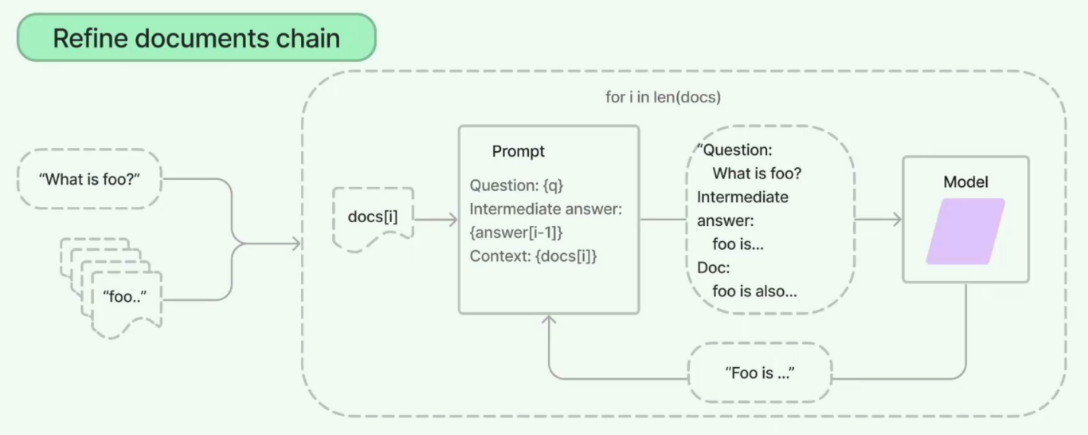 Refine documents chain
for i in len(docs)
“What is foo?”
“foo..”
docs[i]
Prompt
Question: {q}
Intermediate answer:
{answer[i-1]}
Context: {docs[i]}
“Question:
What is foo?
Intermediate
answer:
foo is...
Doc:
foo is also...
Model
“Foo is ...”